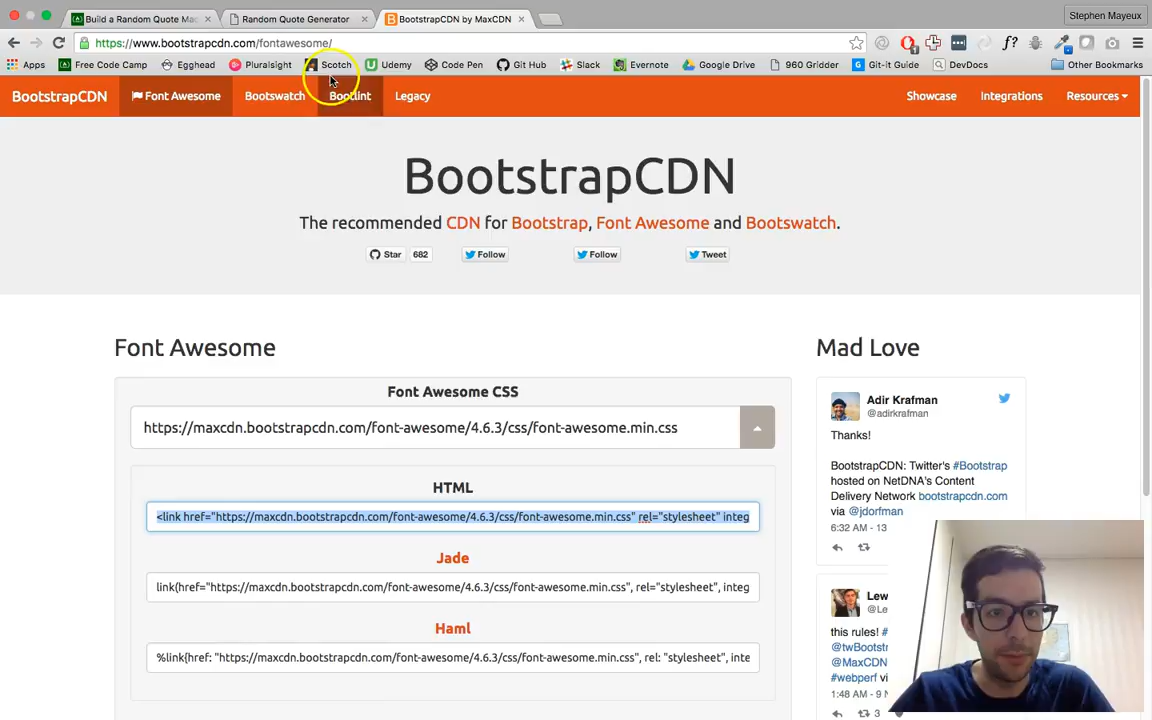 Build a Random Quote Mac
Random Quote Generator
BootstrapCDN by MaxCDN
Stephen Mayeux
https://www.bootstrapcdn.com/fontawesome/
Apps
Free Code Camp
Egghead
Pluralsight
Scotch
Udemy
Code Pen
Git Hub
Slack
Evernote
Google Drive
960 Gridder
Git-it Guide
DevDocs
Other Bookmarks
BootstrapCDN
Font Awesome
Bootswatch
Bootlint
Legacy
Showcase
Integrations
Resources
BootstrapCDN
The recommended CDN for Bootstrap, Font Awesome and Bootswatch.
Star 682
Follow
Follow
Tweet
Font Awesome
Mad Love
Font Awesome CSS
https://maxcdn.bootstrapcdn.com/font-awesome/4.6.3/css/font-awesome.min.css
HTML
<link href="https://maxcdn.bootstrapcdn.com/font-awesome/4.6.3/css/font-awesome.min.css" rel="stylesheet" integ
Jade
link(href="https://maxcdn.bootstrapcdn.com/font-awesome/4.6.3/css/font-awesome.min.css", rel="stylesheet", integ
Haml
%link{href: "https://maxcdn.bootstrapcdn.com/font-awesome/4.6.3/css/font-awesome.min.css", rel: "stylesheet", inte
Adir Krafman
@adirkrafman
Thanks!
BootstrapCDN: Twitter's #Bootstrap
hosted on NetDNA's Content
Delivery Network bootstrapcdn.com
via @jdorfman
6:32 AM - 13
Lew
@Le
this rules! #
@twBootstr
@MaxCDN
#webperf vi
1:48 AM - 9 N
3